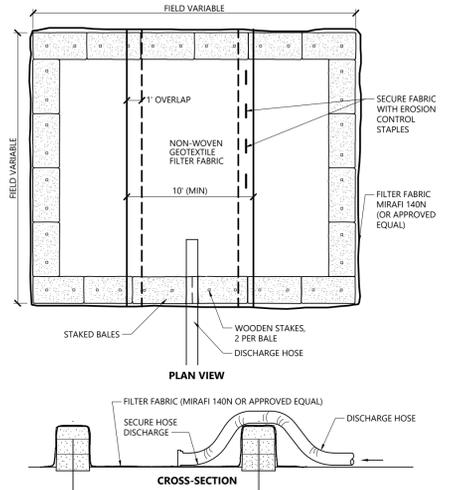 FIELD VARIABLE
1' OVERLAP
SECURE FABRIC
WITH EROSION
CONTROL
STAPLES
NON-WOVEN
GEOTEXTILE
FILTER FABRIC
FIELD VARIABLE
10' (MIN)
FILTER FABRIC
MIRAFI 140N
(OR APPROVED
EQUAL)
STAKED BALES
WOODEN STAKES,
2 PER BALE
DISCHARGE HOSE
PLAN VIEW
FILTER FABRIC (MIRAFI 140N OR APPROVED EQUAL)
SECURE HOSE
DISCHARGE
DISCHARGE HOSE
CROSS-SECTION